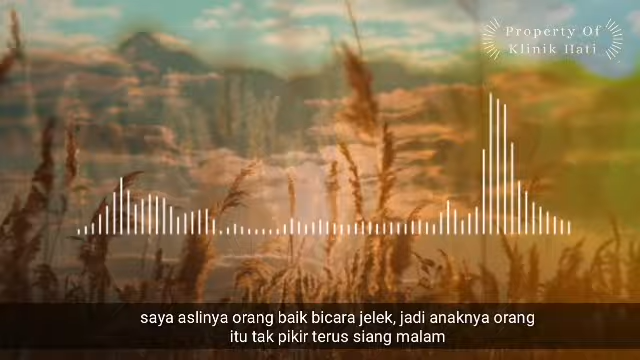 Property Of
Klinik Hati
saya aslinya orang baik bicara jelek, jadi anaknya orang
itu tak pikir terus siang malam